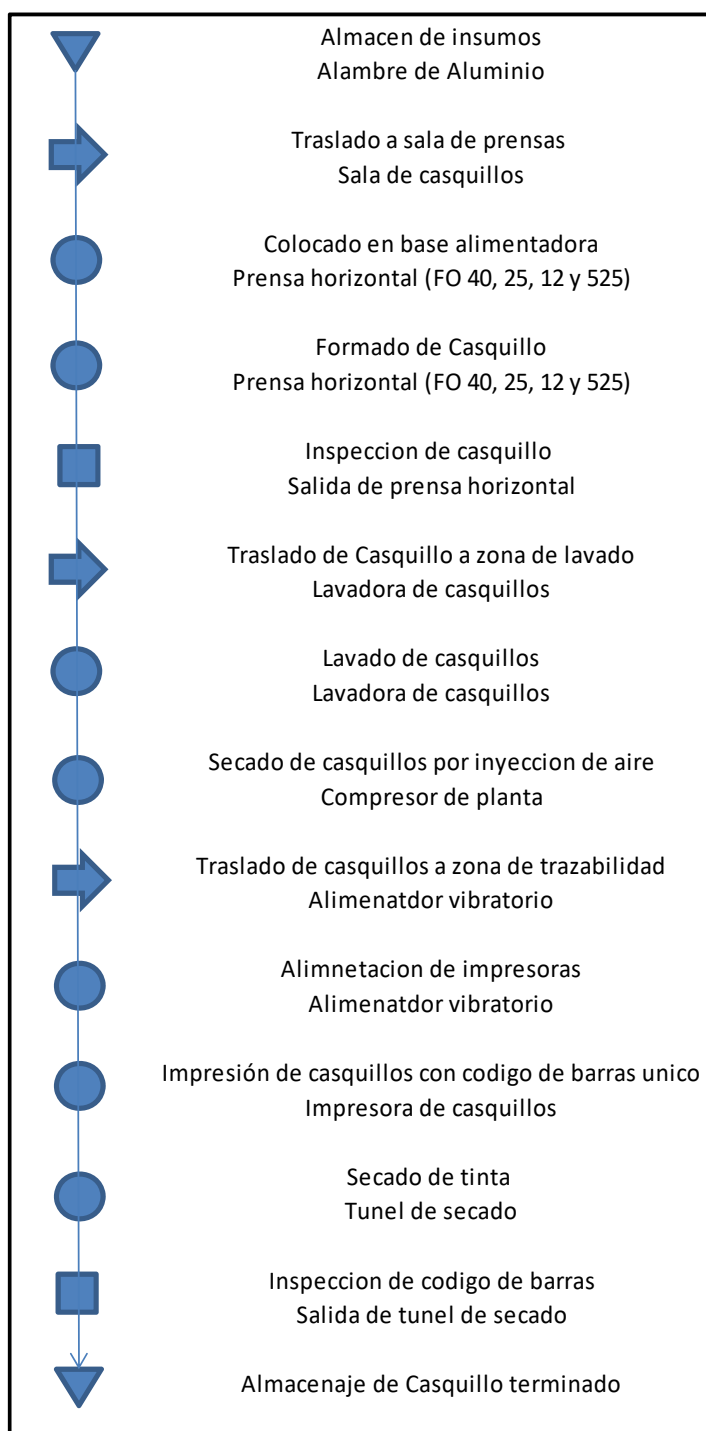 Almacen de insumos
Alambre de Aluminio
Traslado a sala de prensas
Sala de casquillos
Colocado en base alimentadora
Prensa horizontal (FO 40, 25, 12 y 525)
Formado de Casquillo
Prensa horizontal (FO 40, 25, 12 y 525)
Inspeccion de casquillo
Salida de prensa horizontal
Traslado de Casquillo a zona de lavado
Lavadora de casquillos
Lavado de casquillos
Lavadora de casquillos
Secado de casquillos por inyeccion de aire
Compresor de planta
Traslado de casquillos a zona de trazabilidad
Alimenatdor vibratorio
Alimnetacion de impresoras
Alimenatdor vibratorio
Impresión de casquillos con codigo de barras unico
Impresora de casquillos
Secado de tinta
Tunel de secado
Inspeccion de codigo de barras
Salida de tunel de secado
Almacenaje de Casquillo terminado